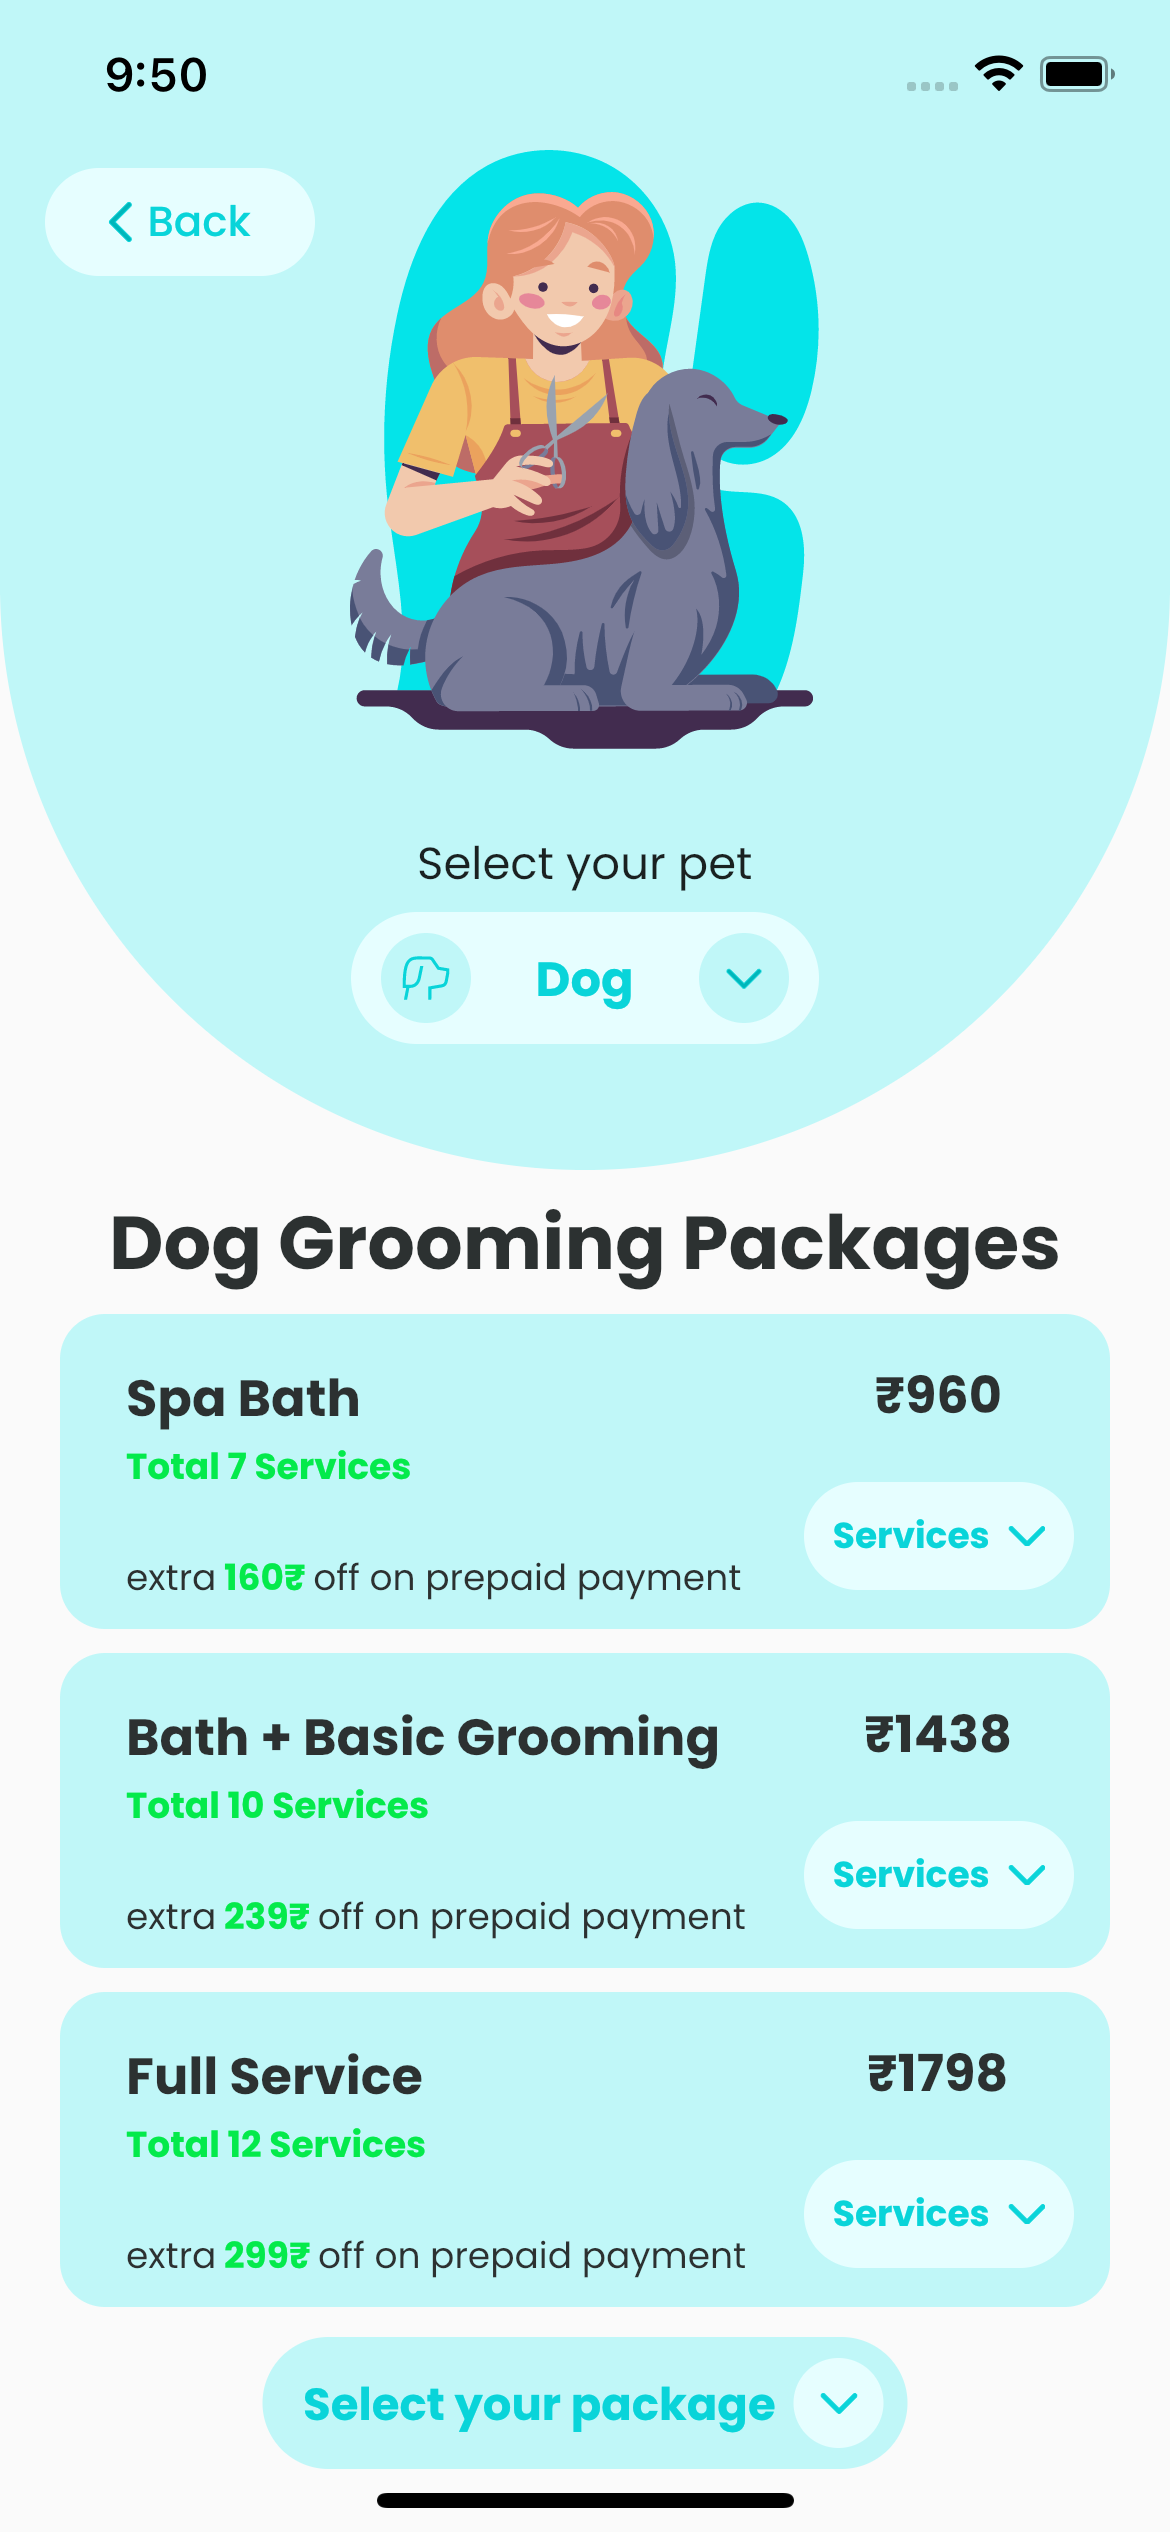 9:50
Back
Select your pet
Dog
Dog Grooming Packages
Spa Bath
₹960
Total 7 Services
Services
extra 160₹ off on prepaid payment
Bath + Basic Grooming
₹1438
Total 10 Services
Services
extra 239₹ off on prepaid payment
Full Service
₹1798
Total 12 Services
Services
extra 299₹ off on prepaid payment
Select your package